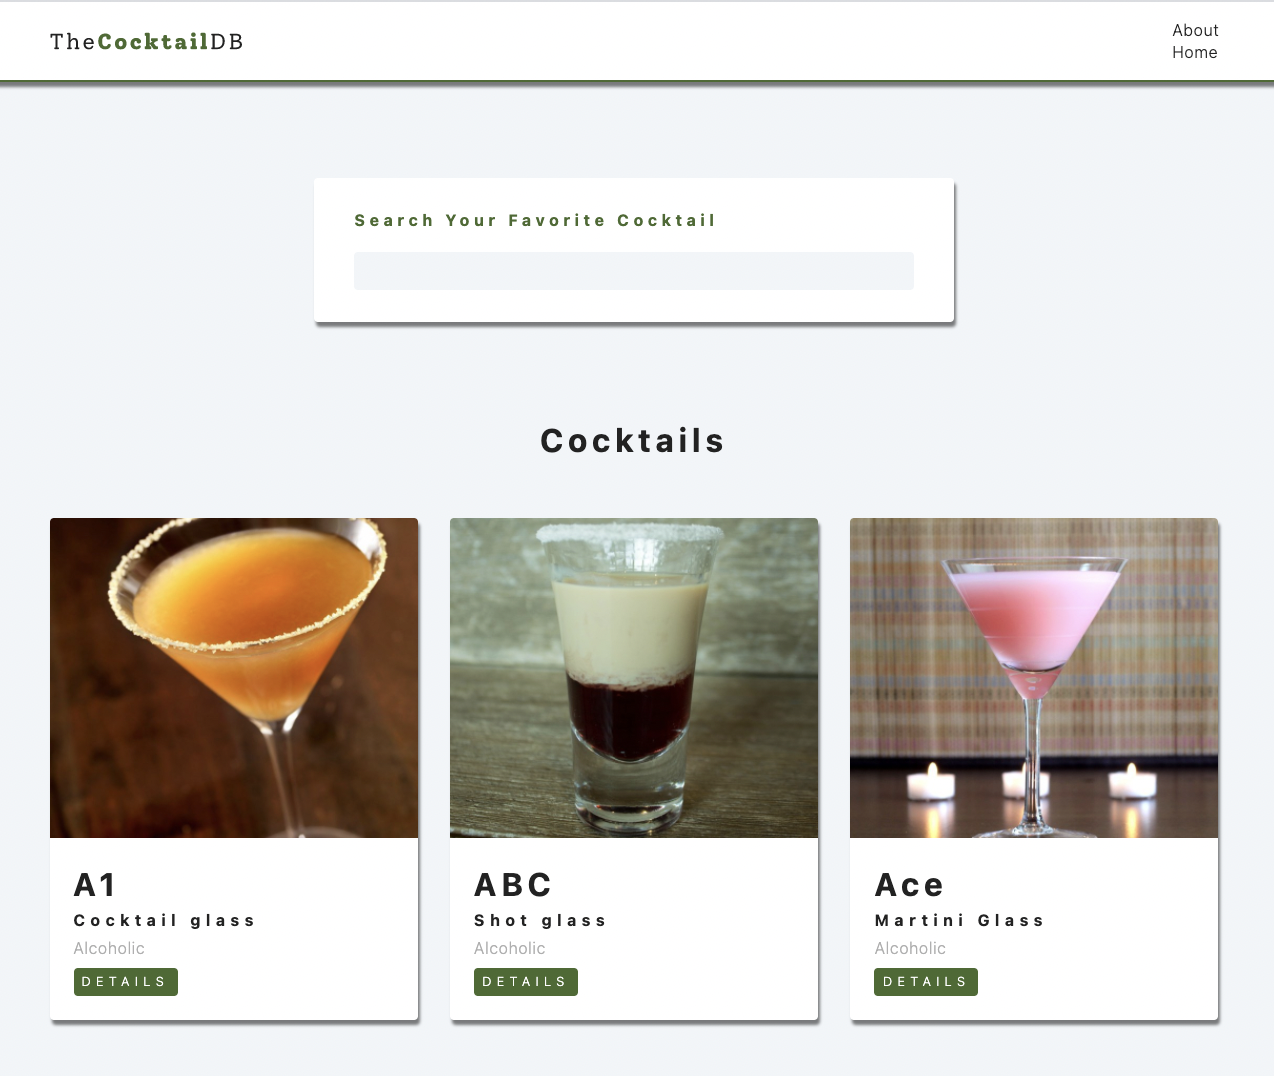 TheCocktailDB
About
Home
Search Your Favorite Cocktail
Cocktails
A1
Cocktail glass
Alcoholic
DETAILS
ABC
Shot glass
Alcoholic
DETAILS
Ace
Martini Glass
Alcoholic
DETAILS